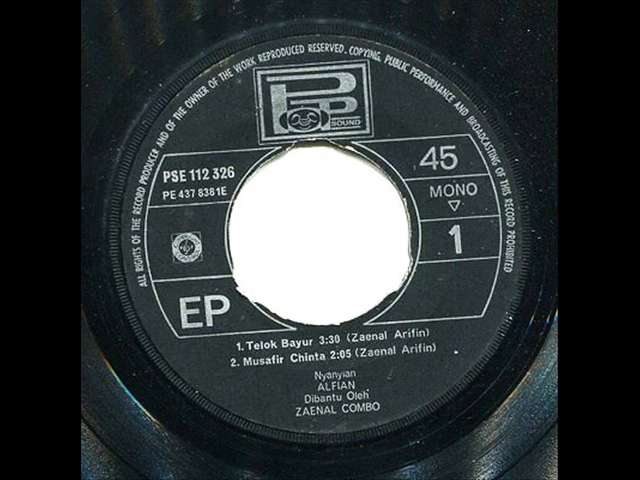 ALL RIGHTS OF THE RECORD PRODUCER AND OF THE OWNER OF THE WORK REPRODUCED RESERVED. COPYING, PUBLIC PERFORMANCE AND BROADCASTING OF THIS RECORD PROHIBITED
POP
SOUND
PSE 112 326
PE 437 8381E
45
MONO
1
EP
1. Telok Bayur 3:30 (Zaenal Arifin)
2. Musafir Chinta 2:05 (Zaenal Arifin)
Nyanyian
ALFIAN
Dibantu Oleh
ZAENAL COMBO